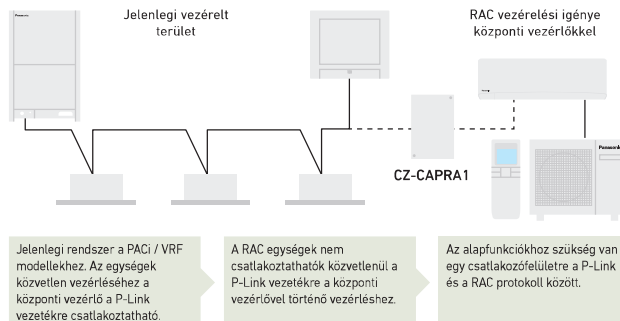 Panasonic
Jelenlegi vezérelt
terület
RAC vezérelési igénye
központi vezérlőkkel
CZ-CAPRA1
Panasonic
Jelenlegi rendszer a PACi / VRF
modellekhez. Az egységek
közvetlen vezérléséhez a
központi vezérlő a P-Link
vezetékre csatlakoztatható.
A RAC egységek nem
csatlakoztathatók közvetlenül a
P-Link vezetékre a központi
vezérlővel történő vezérléshez.
Az alapfunkciókhoz szükség van
egy csatlakozófelületre a P-Link
és a RAC protokoll között.